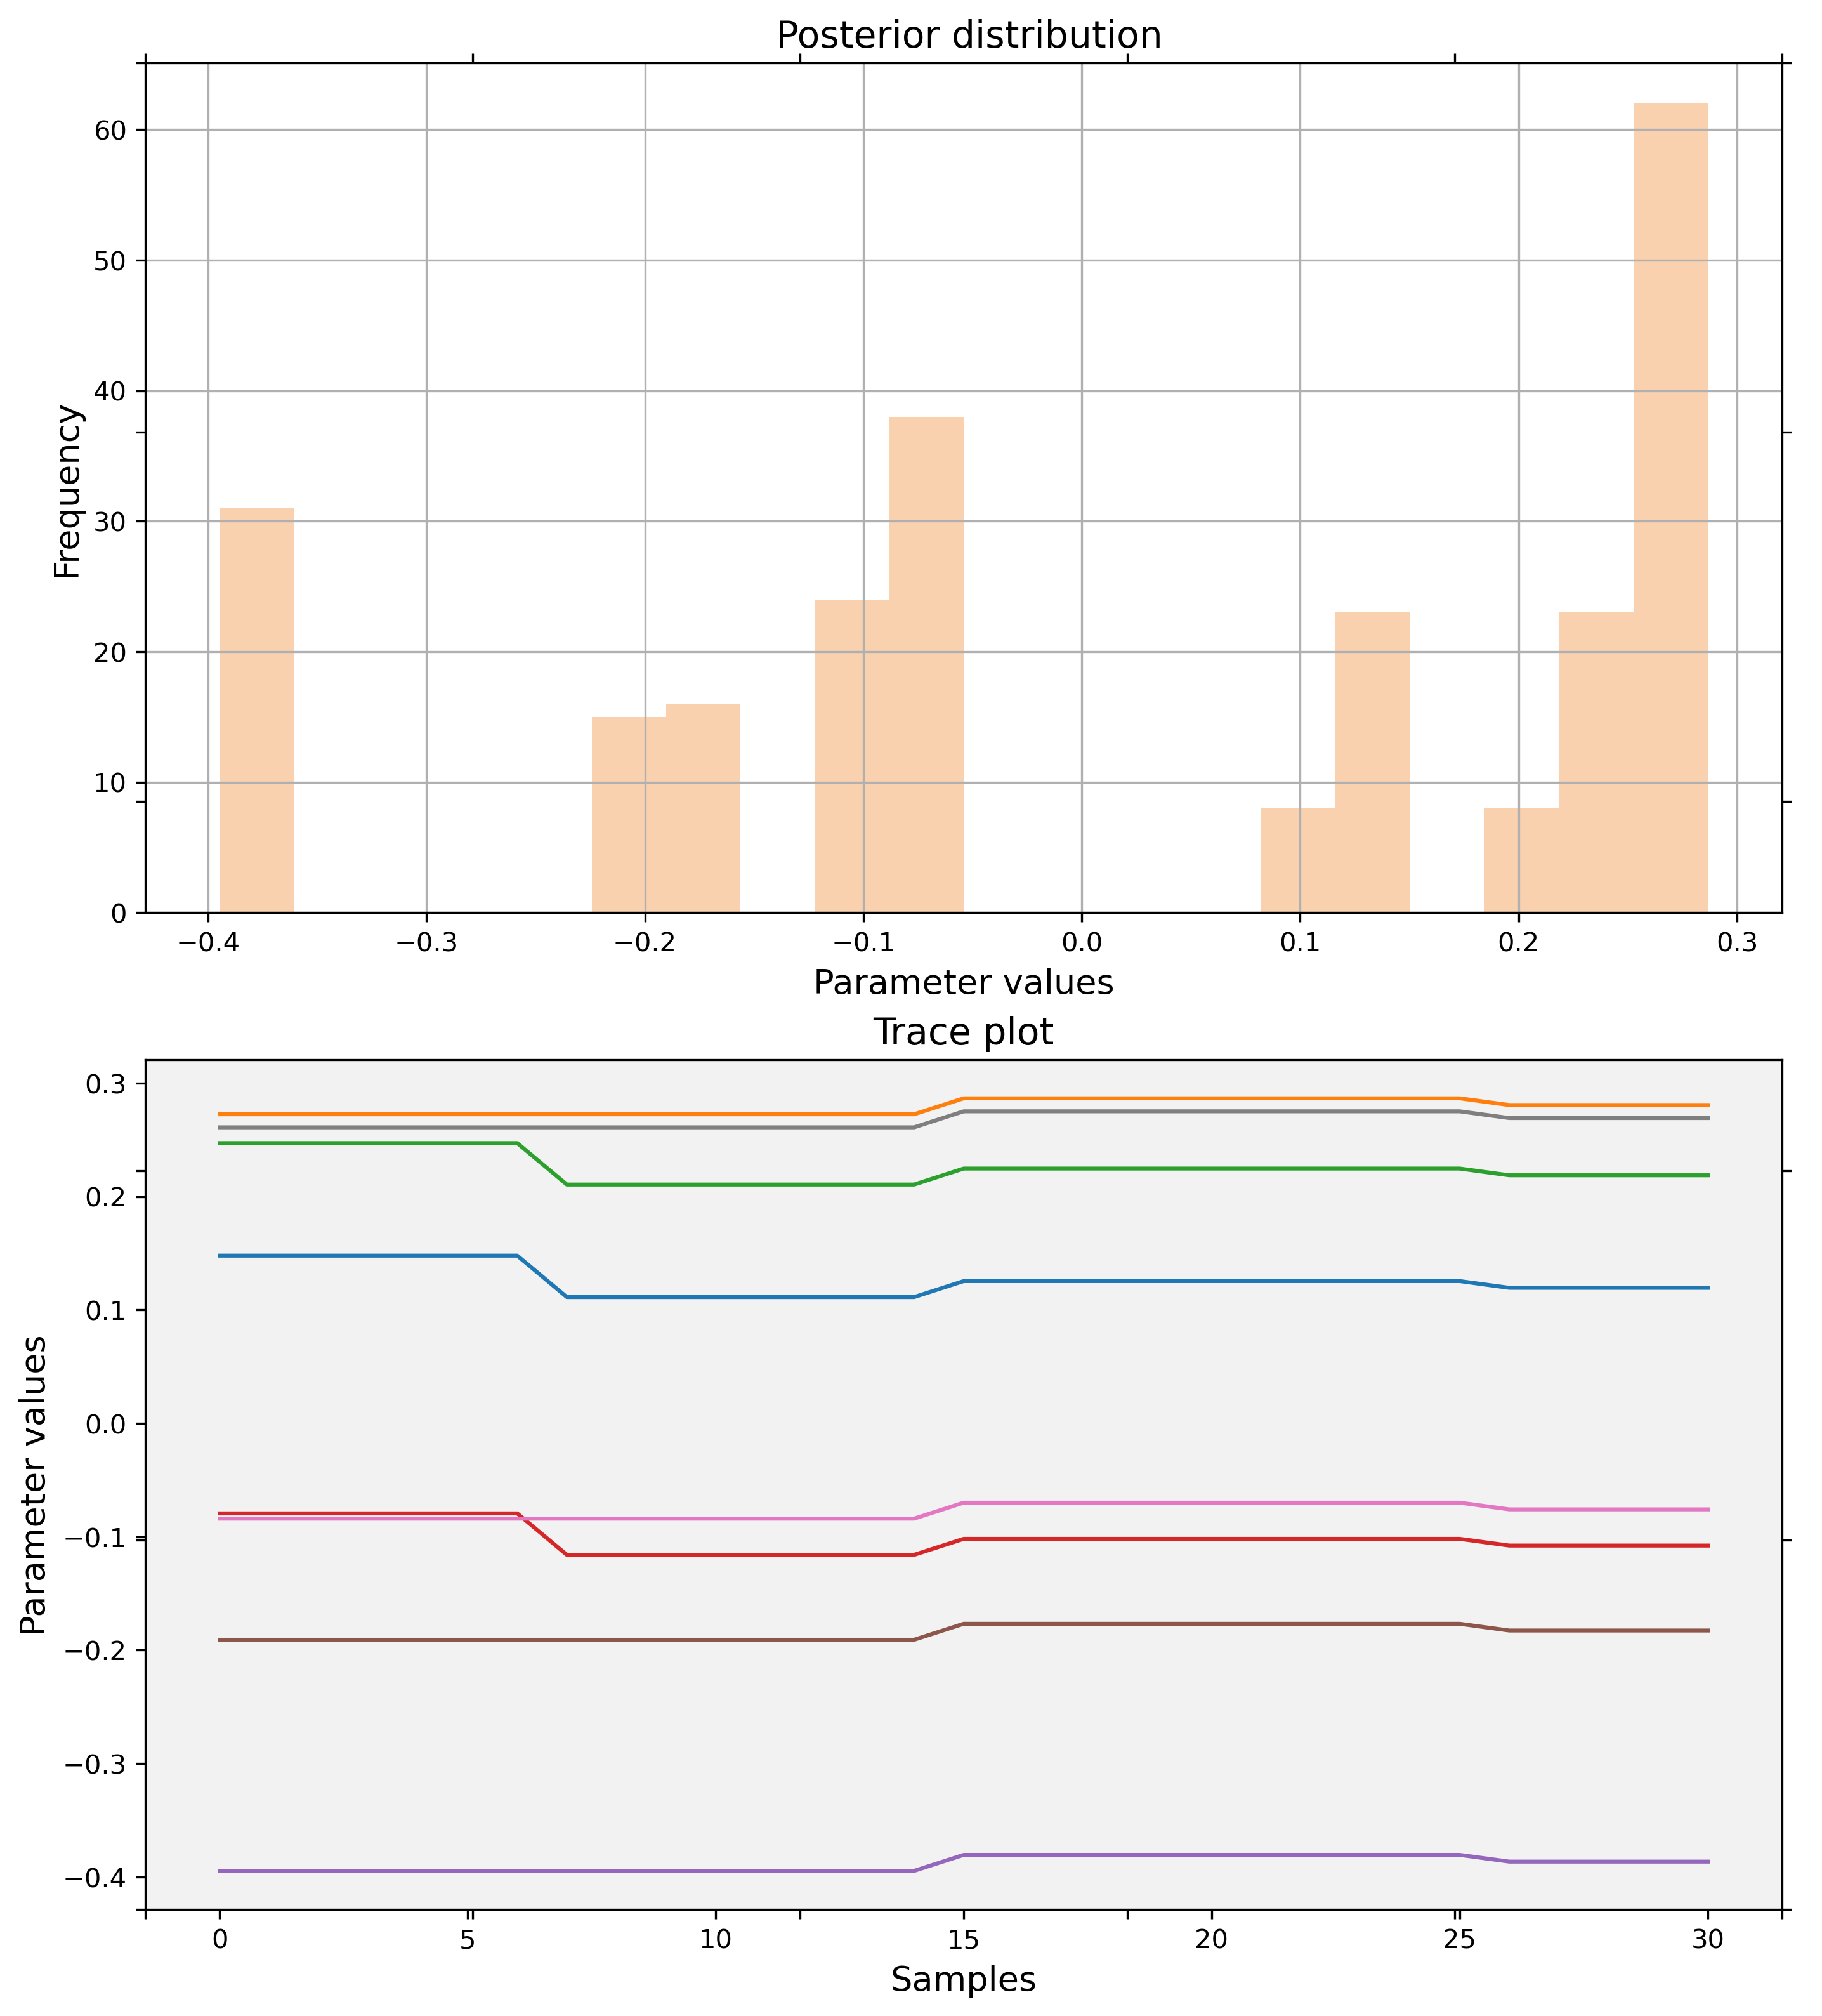 Posterior distribution
60
50
40
30
20
10
0
Frequency
−0.4 −0.3 −0.2 −0.1 0.0 0.1 0.2 0.3
Parameter values
Trace plot
0.3
0.2
0.1
0.0
−0.1
−0.2
−0.3
−0.4
Parameter values
0 5 10 15 20 25 30
Samples